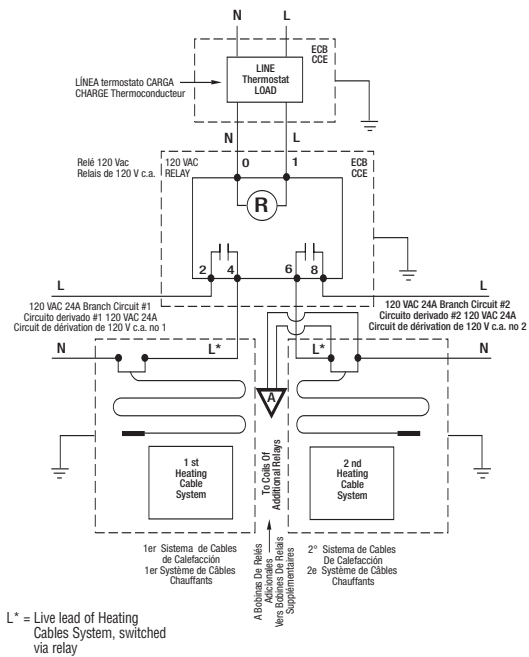 N L
ECB
CCE
LINE
Thermostat
LOAD
LÍNEA termostato CARGA
CHARGE Thermoconducteur
N L
Relé 120 Vac
Relais de 120 V c.a.
120 VAC
RELAY
0 1
ECB
CCE
R
2 4 6 8
L
120 VAC 24A Branch Circuit #1
Circuito derivado #1 120 VAC 24A
Circuit de dérivation de 120 V c.a. no 1
L
120 VAC 24A Branch Circuit #2
Circuito derivado #2 120 VAC 24A
Circuit de dérivation de 120 V c.a. no 2
N L* L* N
A
1 st
Heating
Cable
System
To Coils Of
Additional Relays
2 nd
Heating
Cable
System
1er Sistema de Cables
de Calefacción
1er Système de Câbles
Chauffants
A Bobinas De Relés
Adicionales
Vers Bobines De Relais
Supplémentaires
2° Sistema de Cables
De Calefacción
2e Système de Câbles
Chauffants
L* = Live lead of Heating
Cables System, switched
via relay